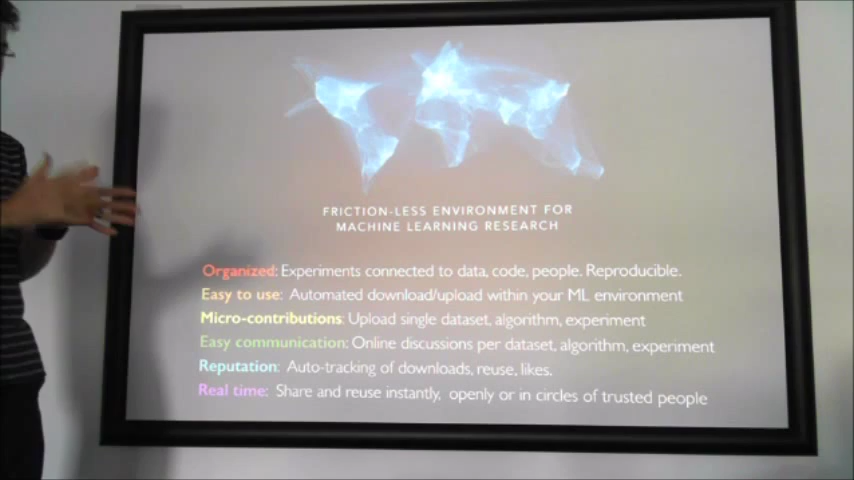 FRICTION-LESS ENVIRONMENT FOR
MACHINE LEARNING RESEARCH
Organized: Experiments connected to data, code, people. Reproducible.
Easy to use: Automated download/upload within your ML environment
Micro-contributions: Upload single dataset, algorithm, experiment
Easy communication: Online discussions per dataset, algorithm, experiment
Reputation: Auto-tracking of downloads, reuse, likes.
Real time: Share and reuse instantly, openly or in circles of trusted people